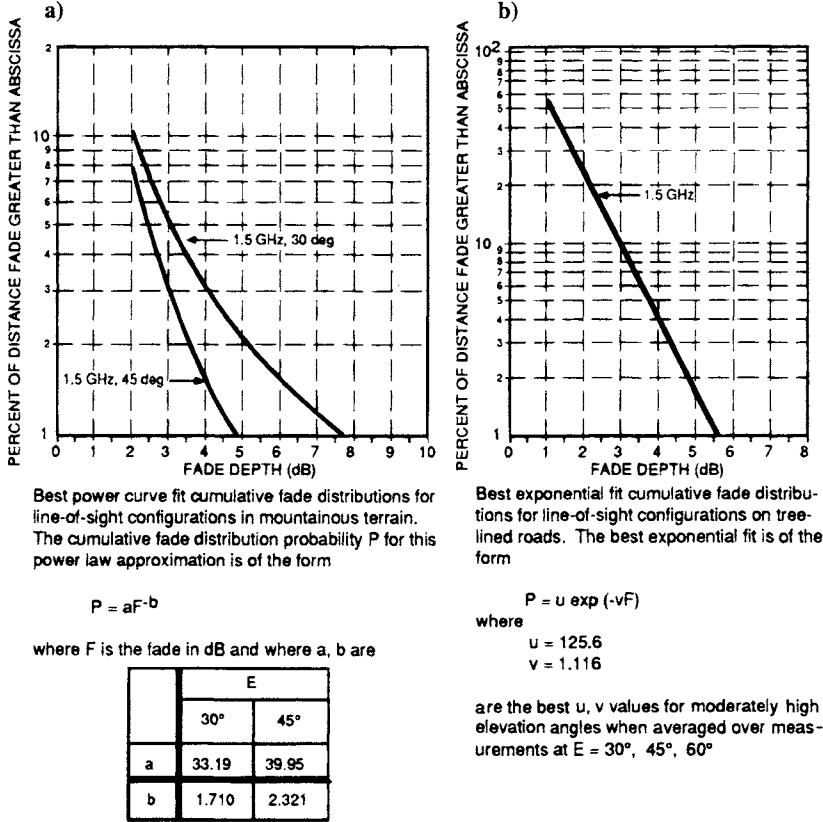 a)
PERCENT OF DISTANCE FADE GREATER THAN ABSCISSA
2
10
9
8
7
6
5
4
3
2
1
1.5 GHz, 30 deg
1.5 GHz, 45 deg
0 1 2 3 4 5 6 7 8 9 10
FADE DEPTH (dB)
Best power curve fit cumulative fade distributions for
line-of-sight configurations in mountainous terrain.
The cumulative fade distribution probability P for this
power law approximation is of the form
P = aF-b
where F is the fade in dB and where a, b are
E
30° 45°
a 33.19 39.95
b 1.710 2.321
b)
PERCENT OF DISTANCE FADE GREATER THAN ABSCISSA
10²
9
8
7
6
5
4
3
2
10
9
8
7
6
5
4
3
2
1
1.5 GHz
0 1 2 3 4 5 6 7 8
FADE DEPTH (dB)
Best exponential fit cumulative fade distribu-
tions for line-of-sight configurations on tree-
lined roads. The best exponential fit is of the
form
P = u exp (-vF)
where
u = 125.6
v = 1.116
are the best u, v values for moderately high
elevation angles when averaged over meas-
urements at E = 30°, 45°, 60°